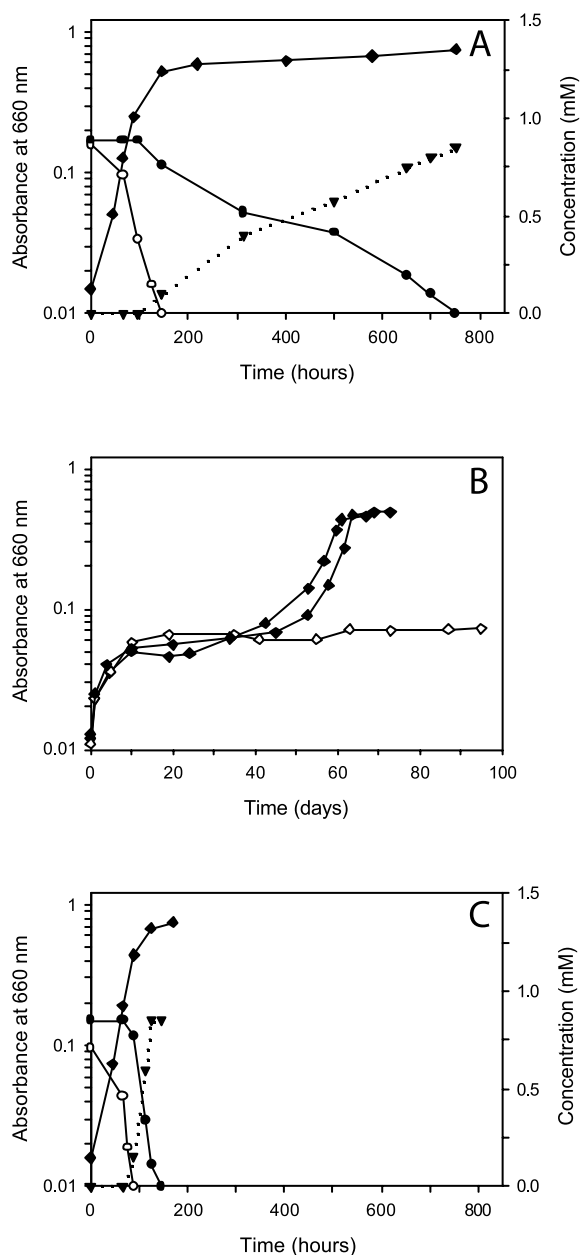 A
Absorbance at 660 nm
1
0.1
0.01
Concentration (mM)
1.5
1.0
0.5
0.0
0 200 400 600 800
Time (hours)
B
Absorbance at 660 nm
1
0.1
0.01
0 20 40 60 80 100
Time (days)
C
Absorbance at 660 nm
1
0.1
0.01
Concentration (mM)
1.5
1.0
0.5
0.0
0 200 400 600 800
Time (hours)